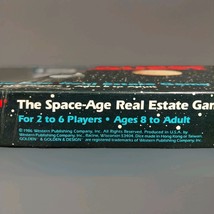 The Space-Age Real Estate Gam
For 2 to 6 Players • Ages 8 to Adult
© 1986 Western Publishing Company, Inc. All Rights Reserved. Produced in U.S.A. by
Western Publishing Company, Inc., Racine, Wisconsin 53404. Dice made in Hong Kong or Taiwan
GOLDEN® & GOLDEN & DESIGN® are registered trademarks of Western Publishing Company, Inc.